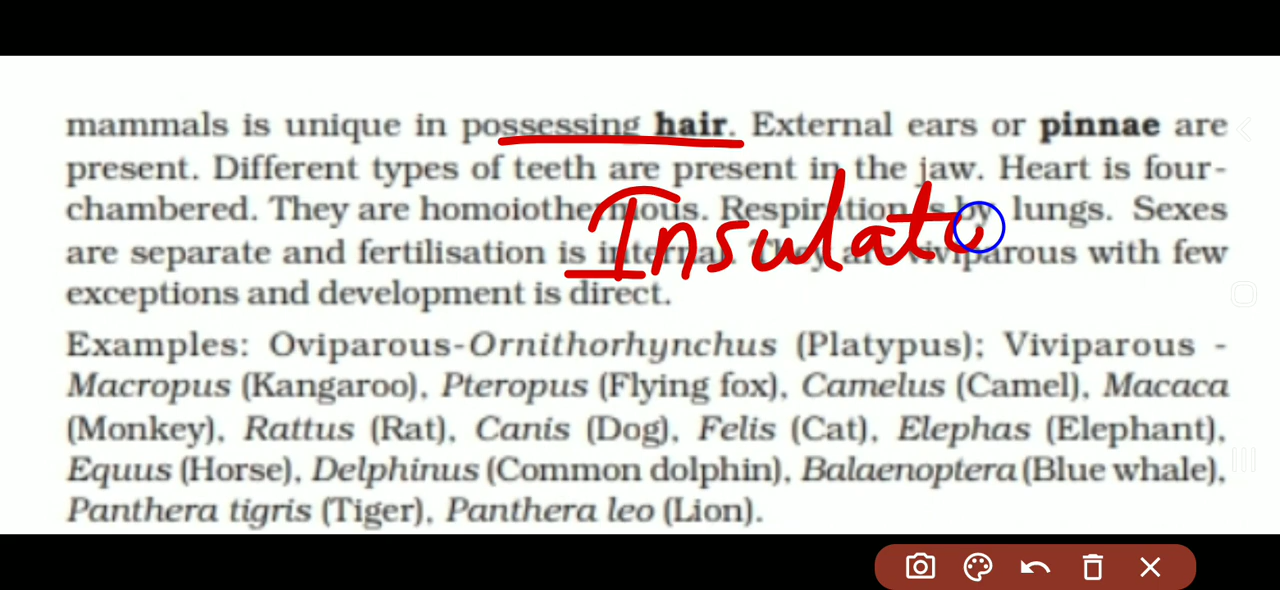 mammals is unique in possessing hair. External ears or pinnae are
present. Different types of teeth are present in the jaw. Heart is four-
chambered. They are homoiothermous. Respiration is by lungs. Sexes
Insulato
are separate and fertilisation is internal. They are viviparous with few
exceptions and development is direct.
Examples: Oviparous-Ornithorhynchus (Platypus); Viviparous -
Macropus (Kangaroo), Pteropus (Flying fox), Camelus (Camel), Macaca
(Monkey), Rattus (Rat), Canis (Dog), Felis (Cat), Elephas (Elephant),
Equus (Horse), Delphinus (Common dolphin), Balaenoptera (Blue whale),
Panthera tigris (Tiger), Panthera leo (Lion).